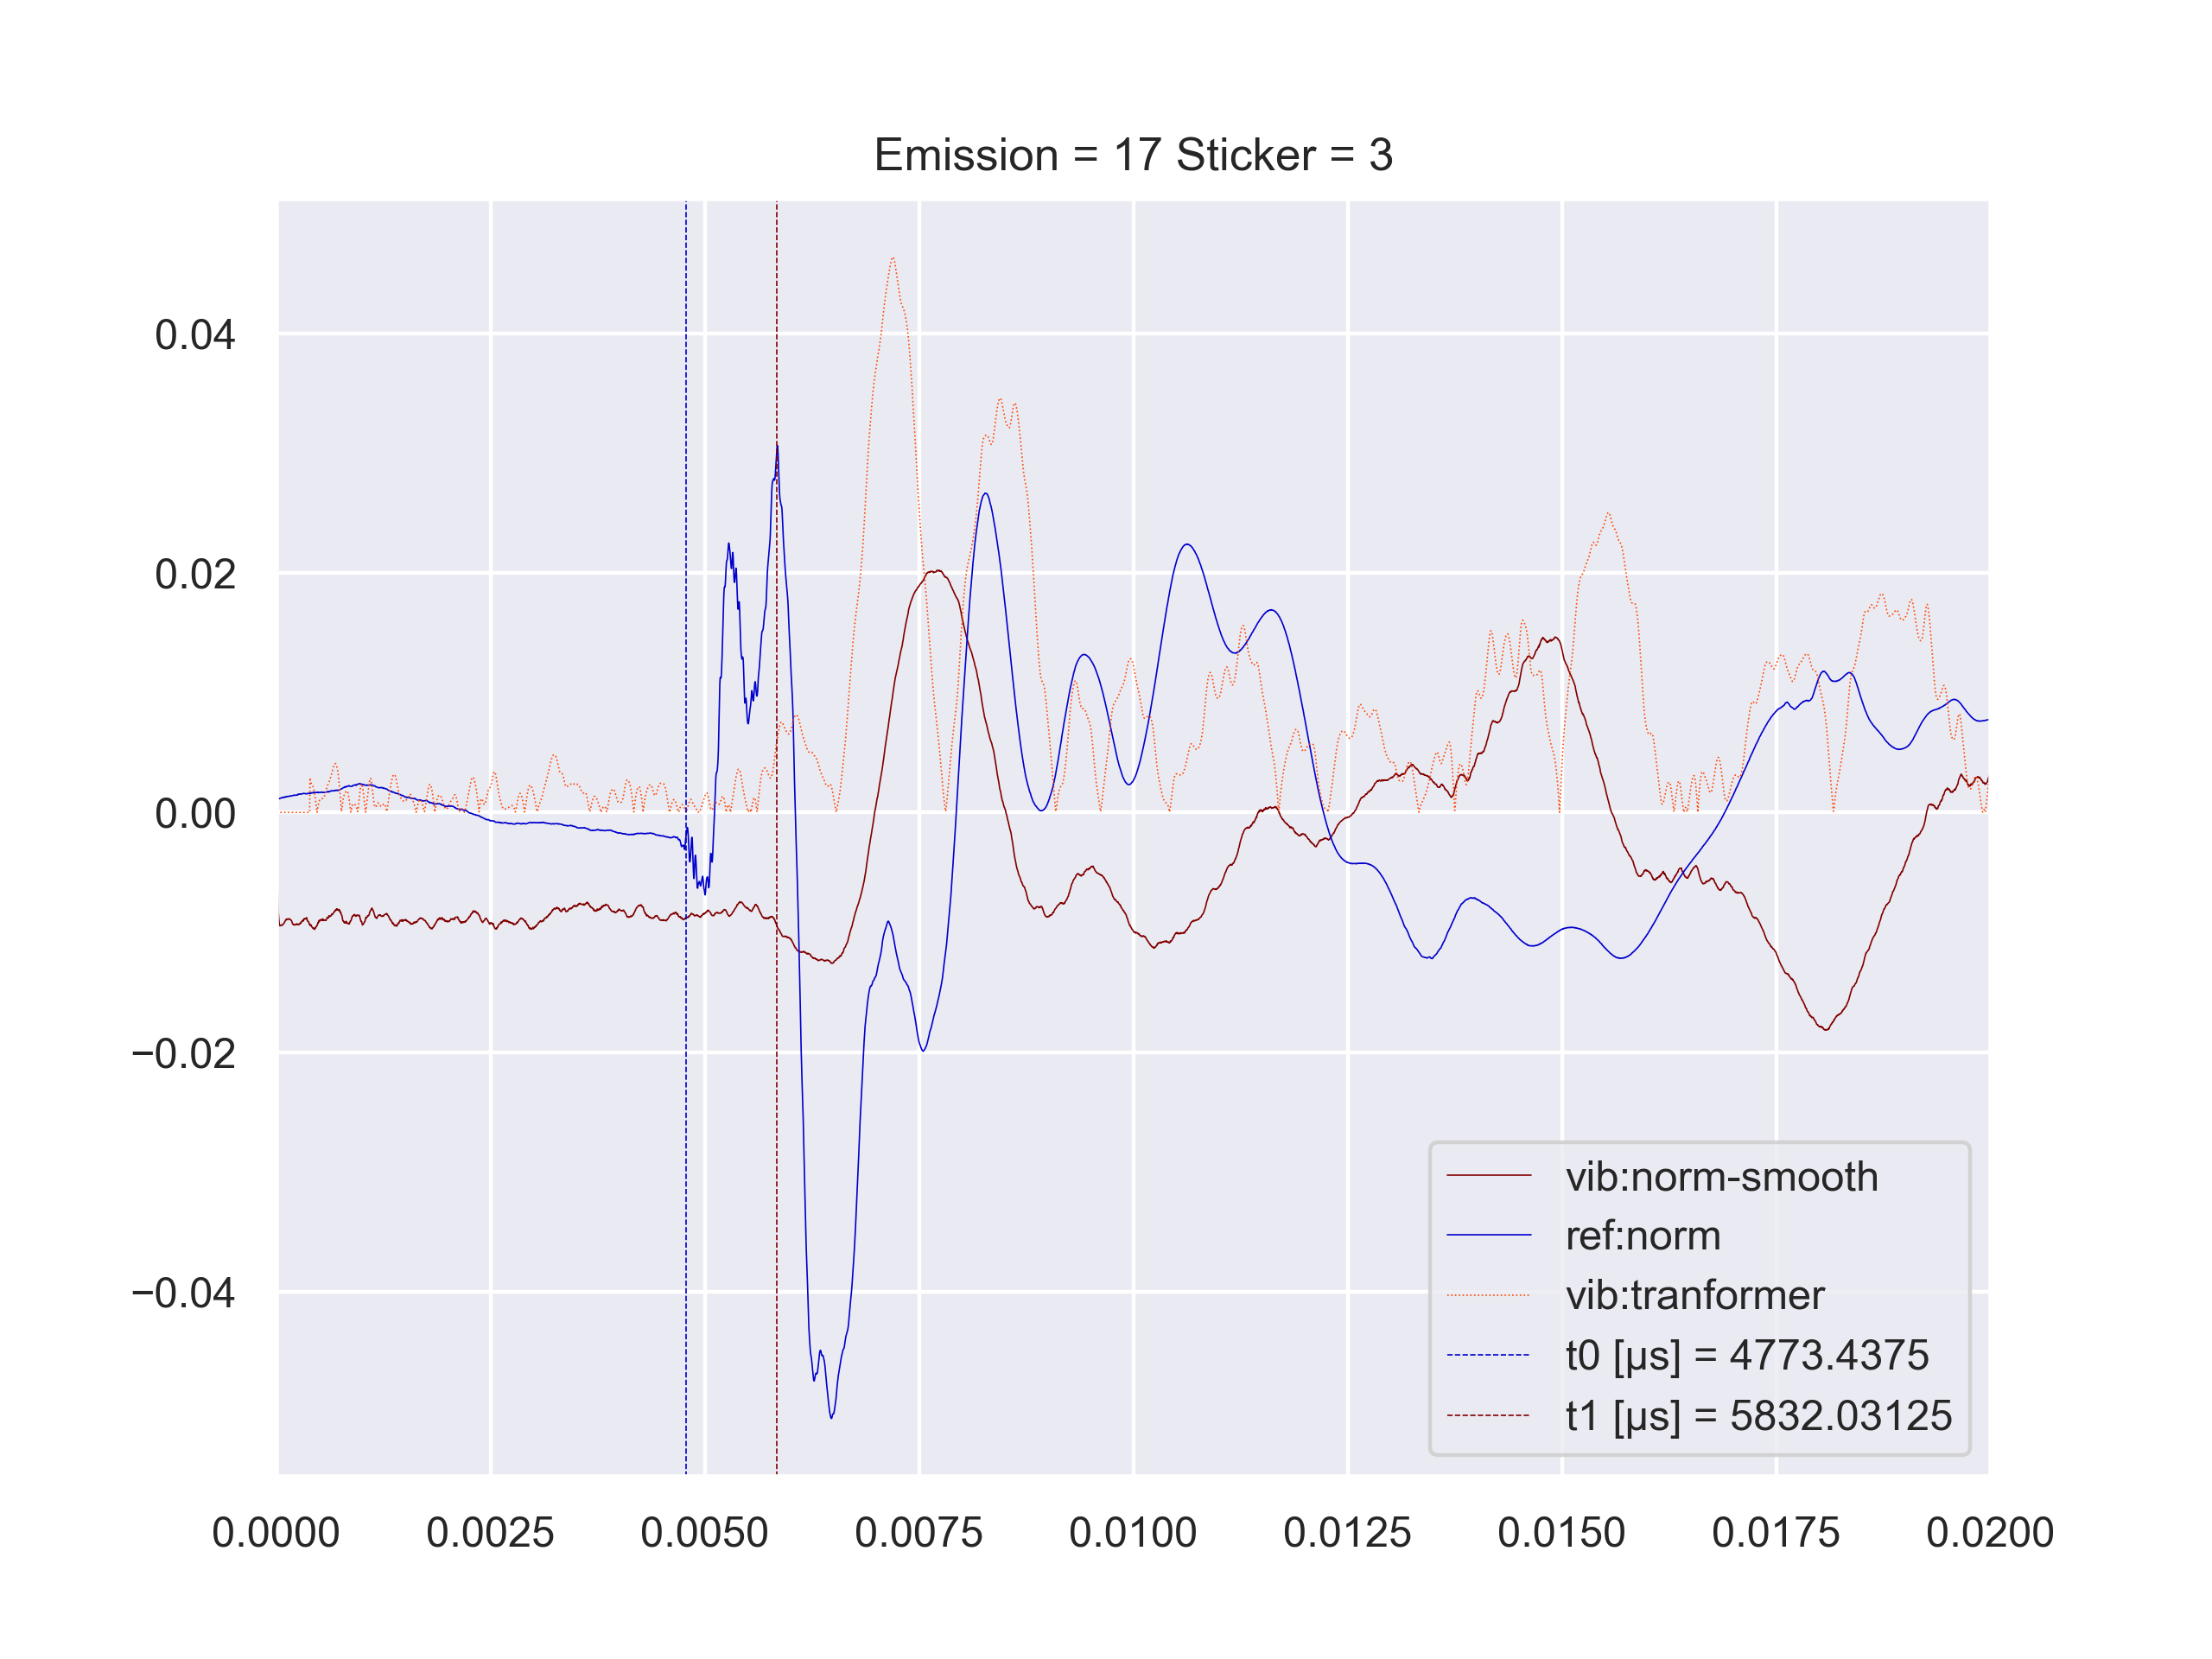 Emission = 17 Sticker = 3
0.04
0.02
0.00
−0.02
−0.04
vib:norm-smooth
ref:norm
vib:tranformer
t0 [µs] = 4773.4375
t1 [µs] = 5832.03125
0.0000 0.0025 0.0050 0.0075 0.0100 0.0125 0.0150 0.0175 0.0200